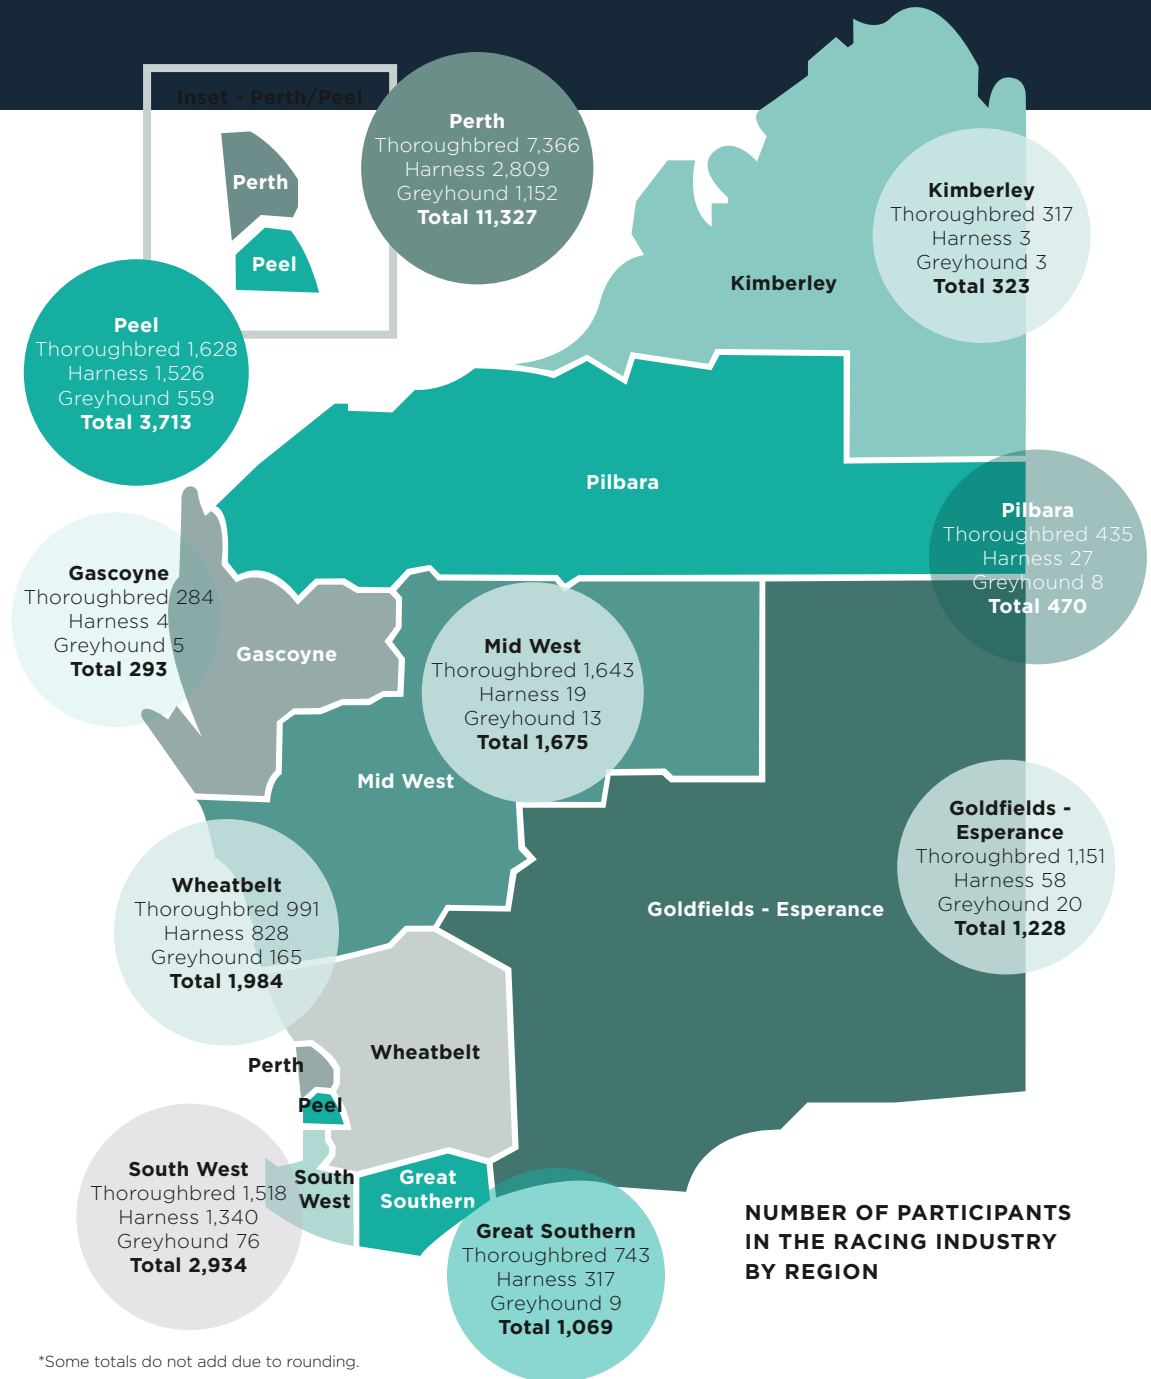 Inset - Perth/Peel
Perth
Peel
Perth
Thoroughbred 7,366
Harness 2,809
Greyhound 1,152
Total 11,327
Kimberley
Thoroughbred 317
Harness 3
Greyhound 3
Total 323
Kimberley
Peel
Thoroughbred 1,628
Harness 1,526
Greyhound 559
Total 3,713
Pilbara
Pilbara
Thoroughbred 435
Harness 27
Greyhound 8
Total 470
Gascoyne
Thoroughbred 284
Harness 4
Greyhound 5
Total 293
Gascoyne
Mid West
Thoroughbred 1,643
Harness 19
Greyhound 13
Total 1,675
Mid West
Goldfields -
Esperance
Thoroughbred 1,151
Harness 58
Greyhound 20
Total 1,228
Goldfields - Esperance
Wheatbelt
Thoroughbred 991
Harness 828
Greyhound 165
Total 1,984
Wheatbelt
Perth
Peel
South West
Thoroughbred 1,518
Harness 1,340
Greyhound 76
Total 2,934
South
West
Great
Southern
Great Southern
Thoroughbred 743
Harness 317
Greyhound 9
Total 1,069
NUMBER OF PARTICIPANTS
IN THE RACING INDUSTRY
BY REGION
*Some totals do not add due to rounding.